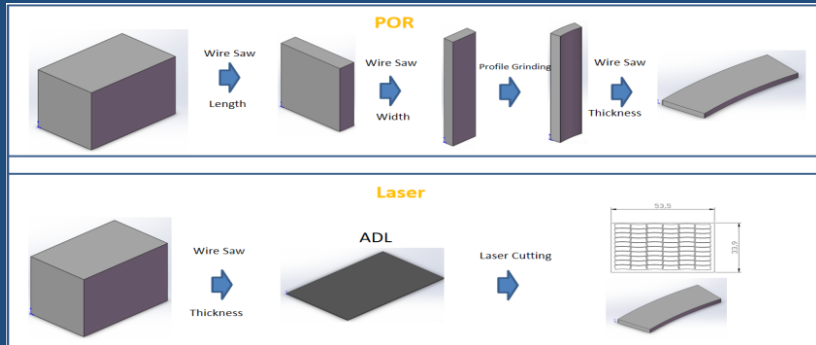 POR
Wire Saw
Length
Wire Saw
Width
Profile Grinding
Wire Saw
Thickness
Laser
Wire Saw
Thickness
ADL
Laser Cutting
53,5
33,9